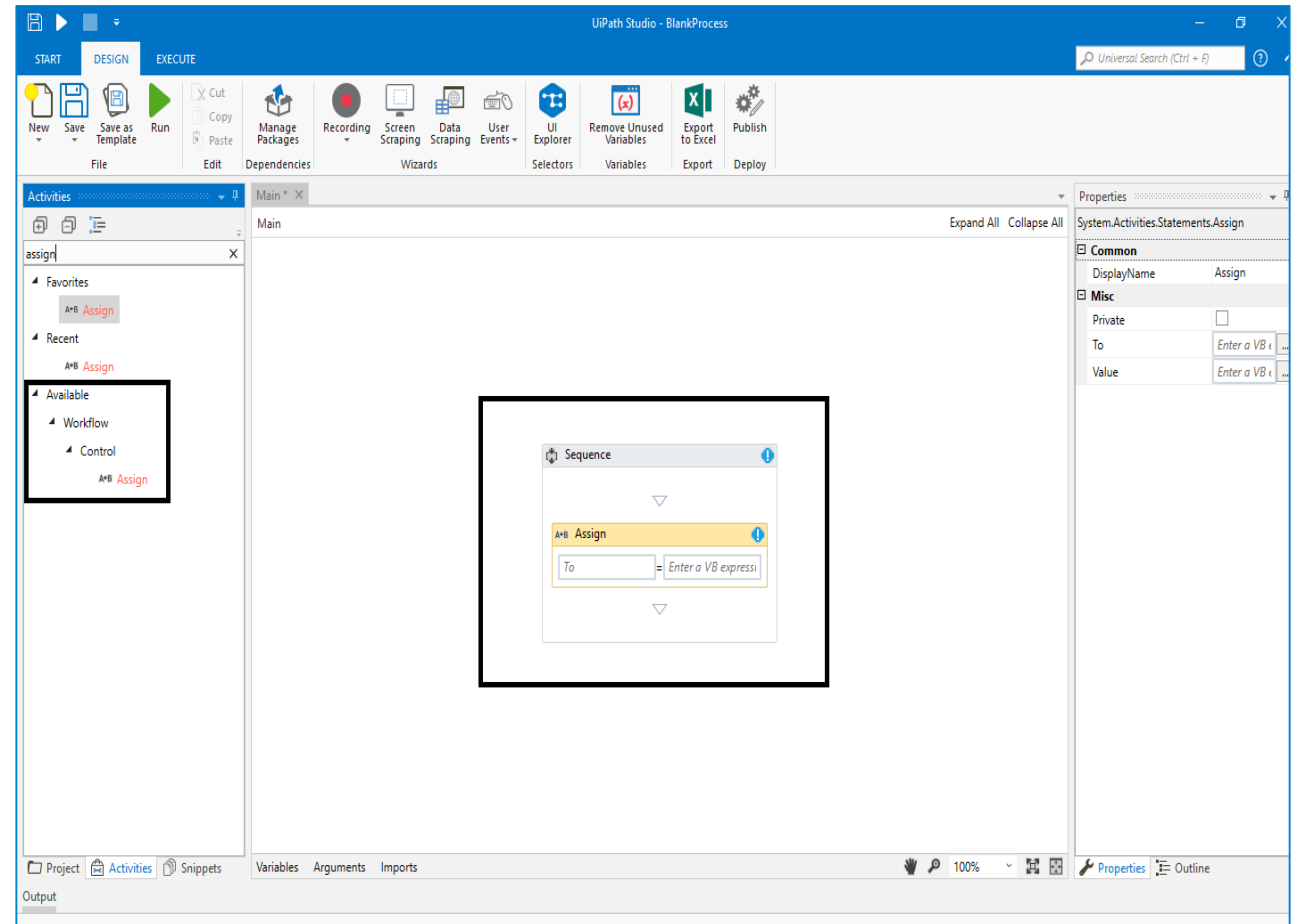 UiPath Studio - BlankProcess
START DESIGN EXECUTE
Universal Search (Ctrl + F)
New Save Save as Template Run
Cut
Copy
Paste
Manage Packages
Recording
Screen Scraping
Data Scraping
User Events
UI Explorer
Remove Unused Variables
Export to Excel
Publish
File Edit Dependencies Wizards Selectors Variables Export Deploy
Activities
assign
Favorites
A*B Assign
Recent
A*B Assign
Available
Workflow
Control
A*B Assign
Project Activities Snippets
Main *
Main Expand All Collapse All
Sequence
A*B Assign
To = Enter a VB expressi
Variables Arguments Imports 100%
Properties
System.Activities.Statements.Assign
Common
DisplayName Assign
Misc
Private
To Enter a VB e ...
Value Enter a VB e ...
Properties Outline
Output